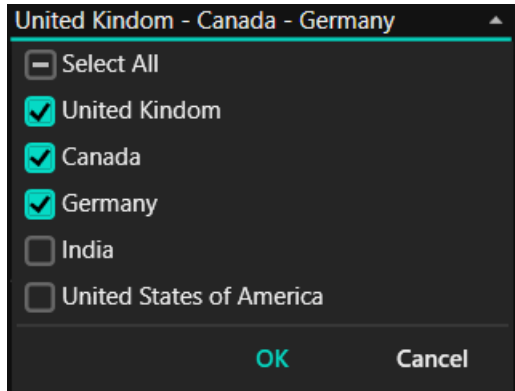 United Kindom - Canada - Germany
Select All
United Kindom
Canada
Germany
India
United States of America
OK Cancel